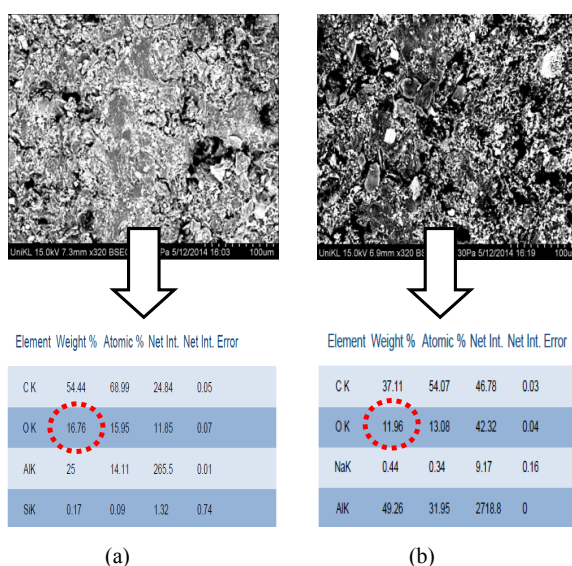 UniKL 15.0kV 7.3mm x320 BSE Pa 5/12/2014 16:03 100um
UniKL 15.0kV 6.9mm x320 BS 30Pa 5/12/2014 16:19 100um
Element Weight % Atomic % Net Int. Net Int. Error
C K 54.44 68.99 24.84 0.05
O K 16.76 15.95 11.85 0.07
AlK 25 14.11 265.5 0.01
SiK 0.17 0.09 1.32 0.74
(a)
Element Weight % Atomic % Net Int. Net Int. Error
C K 37.11 54.07 46.78 0.03
O K 11.96 13.08 42.32 0.04
NaK 0.44 0.34 9.17 0.16
AlK 49.26 31.95 2718.8 0
(b)